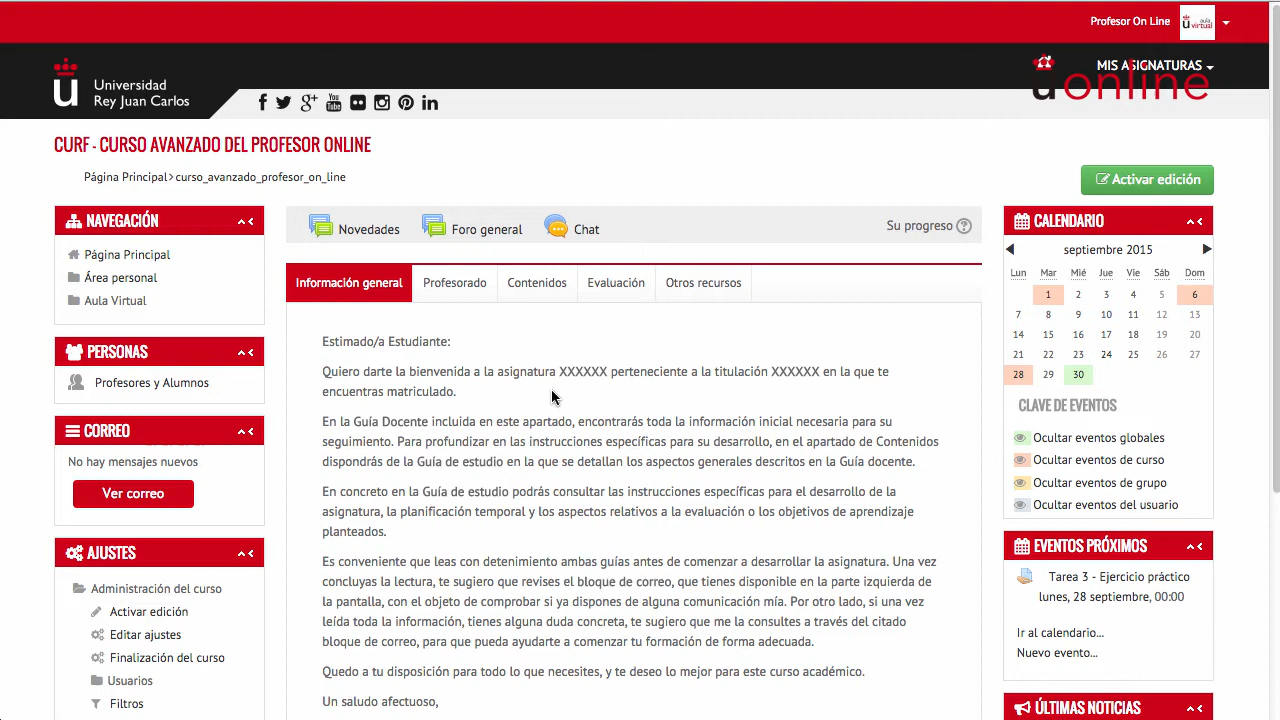 Profesor On Line
aula virtual
MIS ASIGNATURAS
Universidad
Rey Juan Carlos
online
CURF - CURSO AVANZADO DEL PROFESOR ONLINE
Página Principal > curso_avanzado_profesor_on_line
Activar edición
NAVEGACIÓN
Página Principal
Área personal
Aula Virtual
PERSONAS
Profesores y Alumnos
CORREO
No hay mensajes nuevos
Ver correo
AJUSTES
Administración del curso
Activar edición
Editar ajustes
Finalización del curso
Usuarios
Filtros
Novedades
Foro general
Chat
Su progreso
Información general
Profesorado
Contenidos
Evaluación
Otros recursos
Estimado/a Estudiante:
Quiero darte la bienvenida a la asignatura XXXXXX perteneciente a la titulación XXXXXX en la que te
encuentras matriculado.
En la Guía Docente incluida en este apartado, encontrarás toda la información inicial necesaria para su
seguimiento. Para profundizar en las instrucciones específicas para su desarrollo, en el apartado de Contenidos
dispondrás de la Guía de estudio en la que se detallan los aspectos generales descritos en la Guía docente.
En concreto en la Guía de estudio podrás consultar las instrucciones específicas para el desarrollo de la
asignatura, la planificación temporal y los aspectos relativos a la evaluación o los objetivos de aprendizaje
planteados.
Es conveniente que leas con detenimiento ambas guías antes de comenzar a desarrollar la asignatura. Una vez
concluyas la lectura, te sugiero que revises el bloque de correo, que tienes disponible en la parte izquierda de
la pantalla, con el objeto de comprobar si ya dispones de alguna comunicación mía. Por otro lado, si una vez
leída toda la información, tienes alguna duda concreta, te sugiero que me la consultes a través del citado
bloque de correo, para que pueda ayudarte a comenzar tu formación de forma adecuada.
Quedo a tu disposición para todo lo que necesites, y te deseo lo mejor para este curso académico.
Un saludo afectuoso,
CALENDARIO
septiembre 2015
Lun Mar Mié Jue Vie Sáb Dom
1 2 3 4 5 6
7 8 9 10 11 12 13
14 15 16 17 18 19 20
21 22 23 24 25 26 27
28 29 30
CLAVE DE EVENTOS
Ocultar eventos globales
Ocultar eventos de curso
Ocultar eventos de grupo
Ocultar eventos del usuario
EVENTOS PRÓXIMOS
Tarea 3 - Ejercicio práctico
lunes, 28 septiembre, 00:00
Ir al calendario...
Nuevo evento...
ÚLTIMAS NOTICIAS